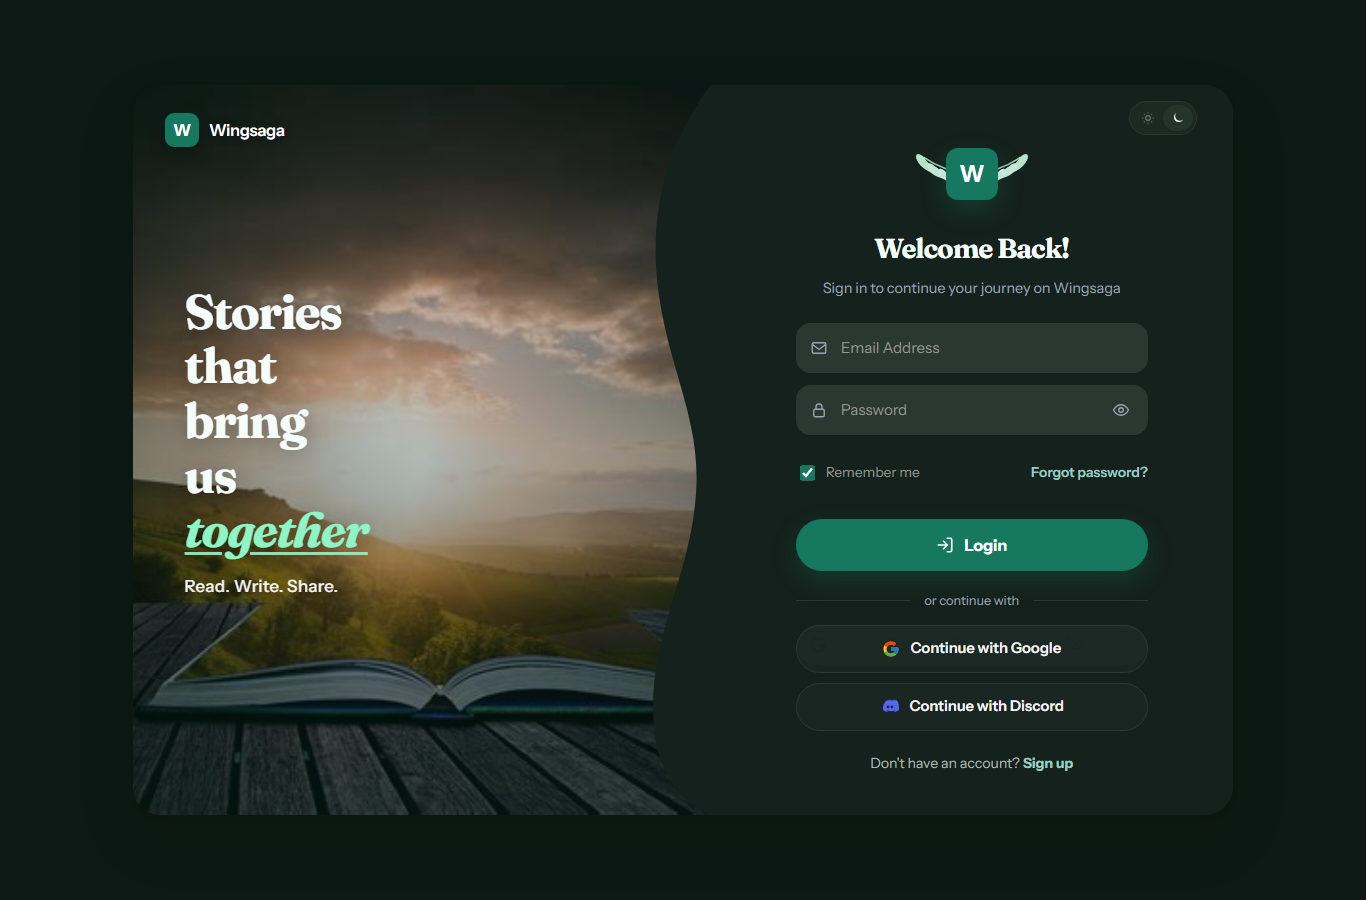 W Wingsaga
Stories
that
bring
us
together
Read. Write. Share.
W
Welcome Back!
Sign in to continue your journey on Wingsaga
Email Address
Password
Remember me Forgot password?
Login
or continue with
Continue with Google
Continue with Discord
Don't have an account? Sign up